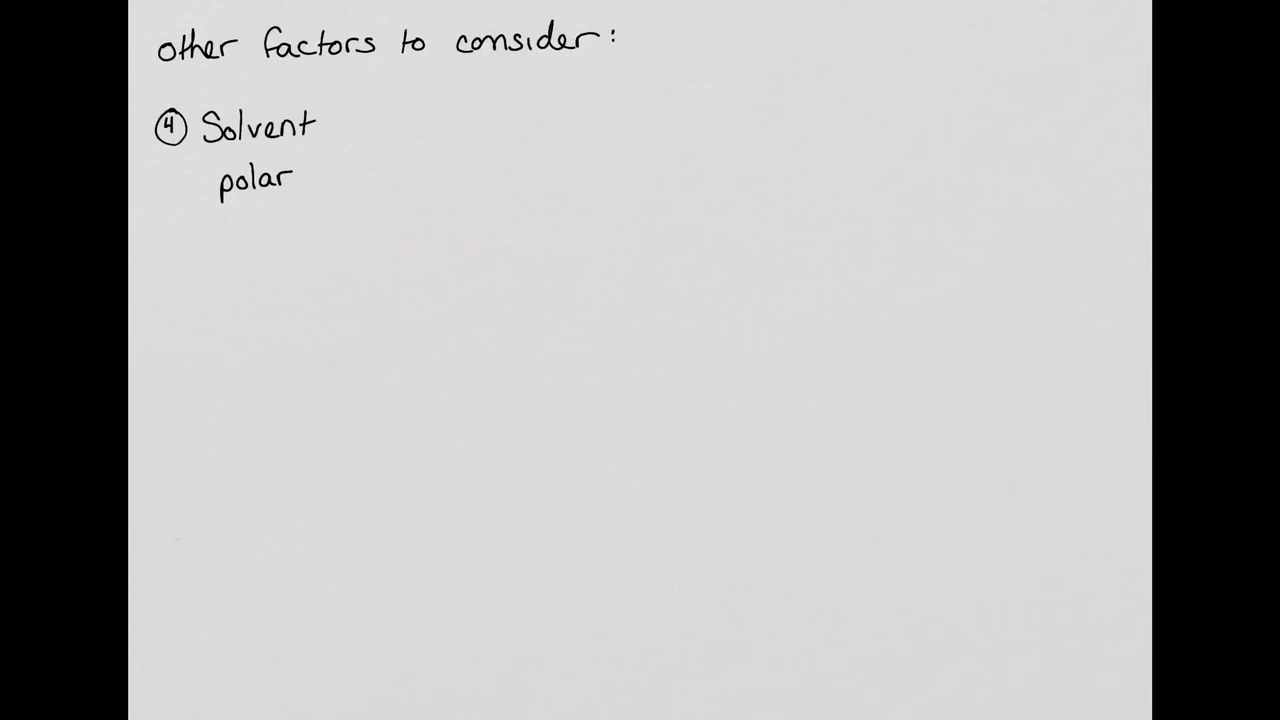 other factors to consider:
④ Solvent
polar